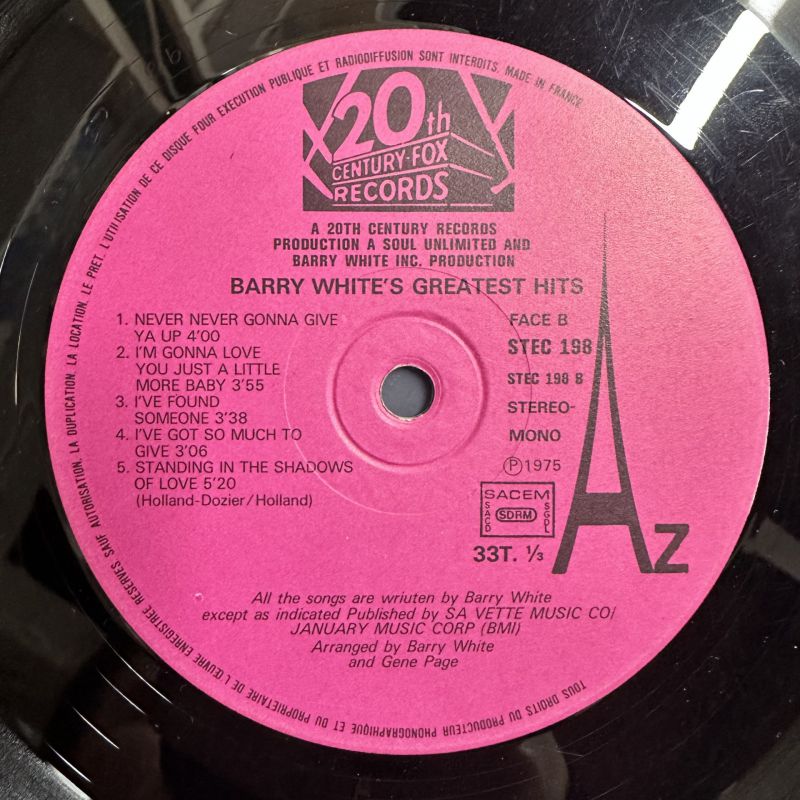 TOUS DROITS DU PRODUCTEUR PHONOGRAPHIQUE ET DU PROPRIETAIRE DE L'ŒUVRE ENREGISTREE RESERVES SAUF AUTORISATION. LA DUPLICATION, LA LOCATION, LE PRET, L'UTILISATION DE CE DISQUE POUR EXECUTION PUBLIQUE ET RADIODIFFUSION SONT INTERDITS. MADE IN FRANCE
20th
CENTURY-FOX
RECORDS
A 20TH CENTURY RECORDS
PRODUCTION A SOUL UNLIMITED AND
BARRY WHITE INC. PRODUCTION
BARRY WHITE'S GREATEST HITS
1. NEVER NEVER GONNA GIVE
YA UP 4'00
2. I'M GONNA LOVE
YOU JUST A LITTLE
MORE BABY 3'55
3. I'VE FOUND
SOMEONE 3'38
4. I'VE GOT SO MUCH TO
GIVE 3'06
5. STANDING IN THE SHADOWS
OF LOVE 5'20
(Holland-Dozier/Holland)
FACE B
STEC 198
STEC 198 B
STEREO-
MONO
℗ 1975
SACEM
SACD
SDRM
SGDL
33T. ⅓
AZ
All the songs are wriuten by Barry White
except as indicated Published by SA VETTE MUSIC CO/
JANUARY MUSIC CORP (BMI)
Arranged by Barry White
and Gene Page